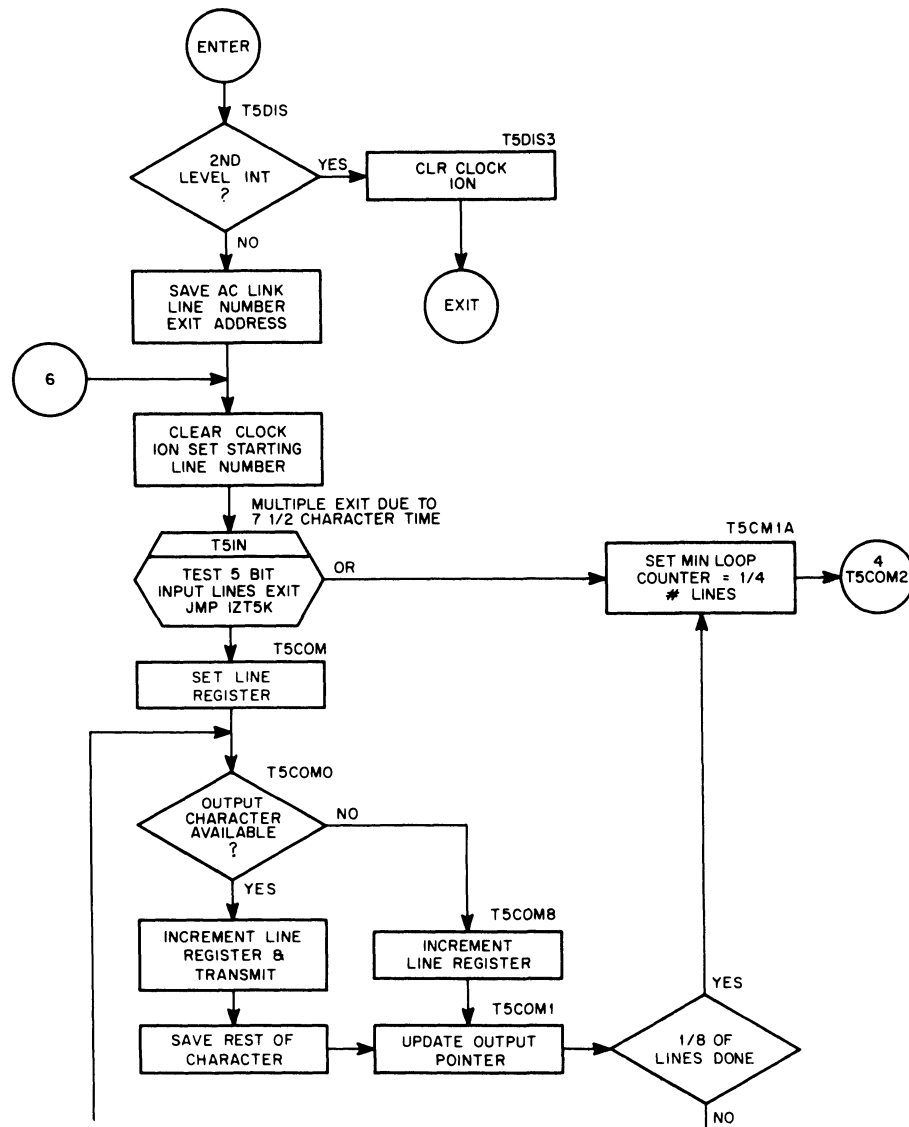 ENTER
T5DIS
2ND
LEVEL INT
?
YES
T5DIS3
CLR CLOCK
ION
NO
EXIT
SAVE AC LINK
LINE NUMBER
EXIT ADDRESS
6
CLEAR CLOCK
ION SET STARTING
LINE NUMBER
MULTIPLE EXIT DUE TO
7 1/2 CHARACTER TIME
T5IN
TEST 5 BIT
INPUT LINES EXIT
JMP IZT5K
OR
T5CM1A
SET MIN LOOP
COUNTER = 1/4
# LINES
4
T5COM2
T5COM
SET LINE
REGISTER
T5COMO
OUTPUT
CHARACTER
AVAILABLE
?
NO
YES
T5COM8
INCREMENT LINE
REGISTER &
TRANSMIT
INCREMENT
LINE REGISTER
YES
T5COM1
SAVE REST OF
CHARACTER
UPDATE OUTPUT
POINTER
1/8 OF
LINES DONE
NO